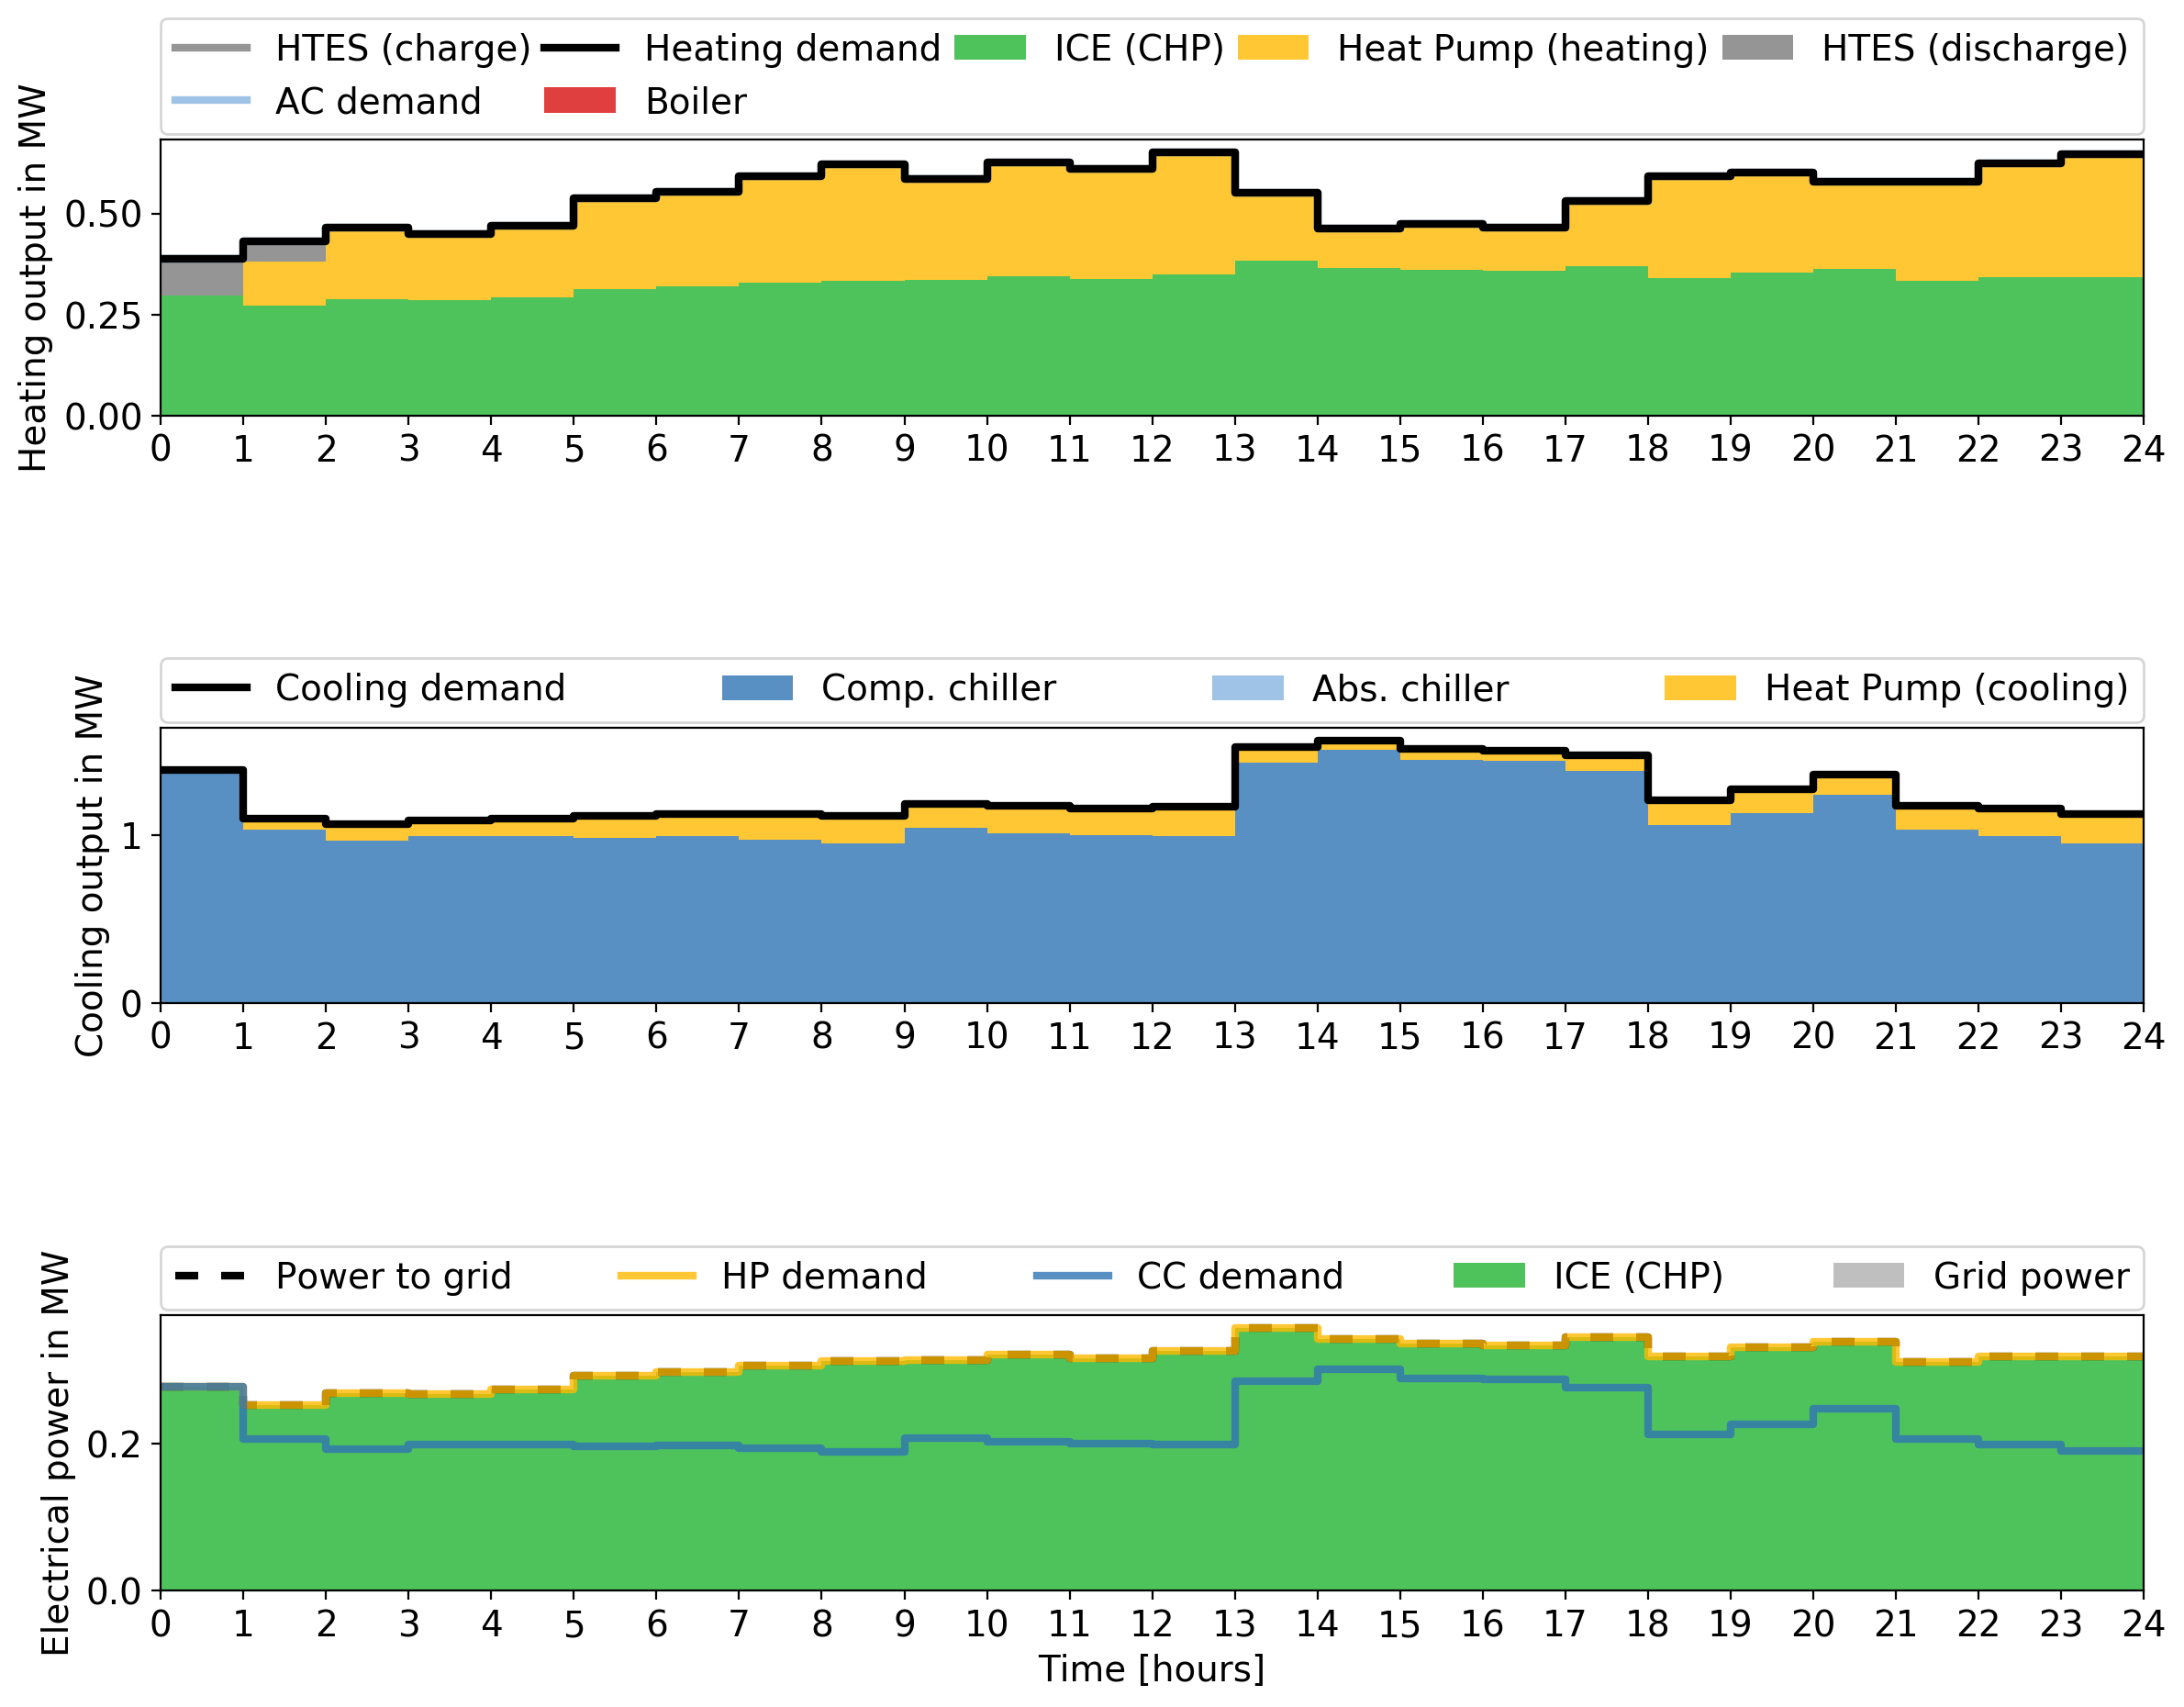 HTES (charge) Heating demand ICE (CHP) Heat Pump (heating) HTES (discharge)
AC demand Boiler
Heating output in MW
0.50
0.25
0.00
0 1 2 3 4 5 6 7 8 9 10 11 12 13 14 15 16 17 18 19 20 21 22 23 24
Cooling demand Comp. chiller Abs. chiller Heat Pump (cooling)
Cooling output in MW
1
0
0 1 2 3 4 5 6 7 8 9 10 11 12 13 14 15 16 17 18 19 20 21 22 23 24
Power to grid HP demand CC demand ICE (CHP) Grid power
Electrical power in MW
0.2
0.0
0 1 2 3 4 5 6 7 8 9 10 11 12 13 14 15 16 17 18 19 20 21 22 23 24
Time [hours]